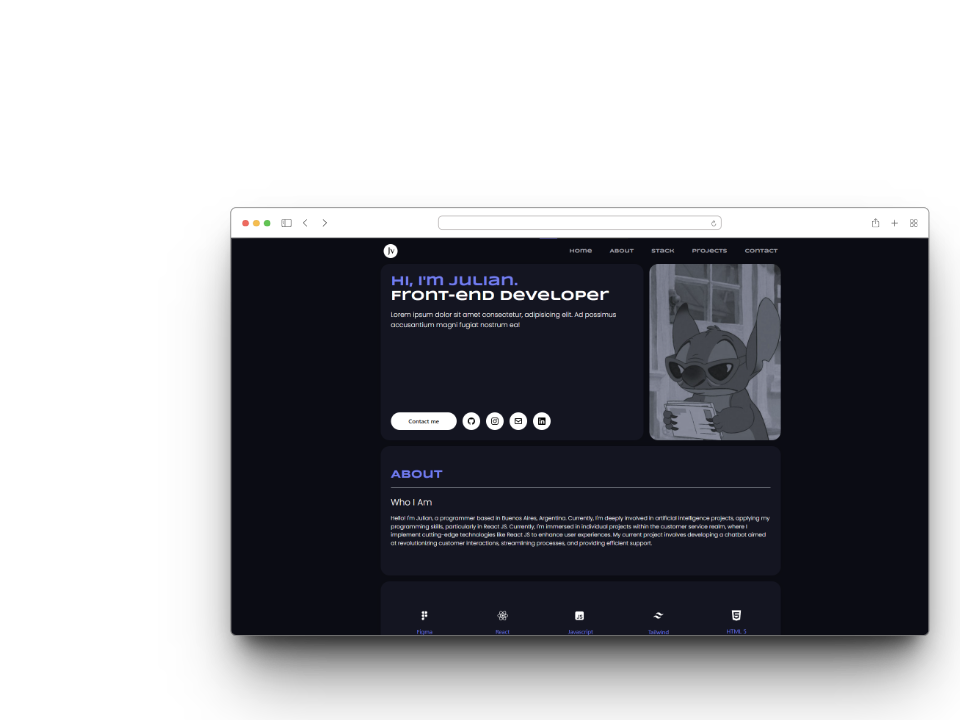 Jv
Home About Stack Projects Contact
Hi, I'm Julian.
Front-end Developer
Lorem ipsum dolor sit amet consectetur, adipisicing elit. Ad possimus
accusantium magni fugiat nostrum ea!
Contact me
About
Who I Am
Hello! I'm Julian, a programmer based in Buenos Aires, Argentina. Currently, I'm deeply involved in artificial intelligence projects, applying my
programming skills, particularly in React JS. Currently, I'm immersed in individual projects within the customer service realm, where I
implement cutting-edge technologies like React JS to enhance user experiences. My current project involves developing a chatbot aimed
at revolutionizing customer interactions, streamlining processes, and providing efficient support.
Figma React Javascript Tailwind HTML 5